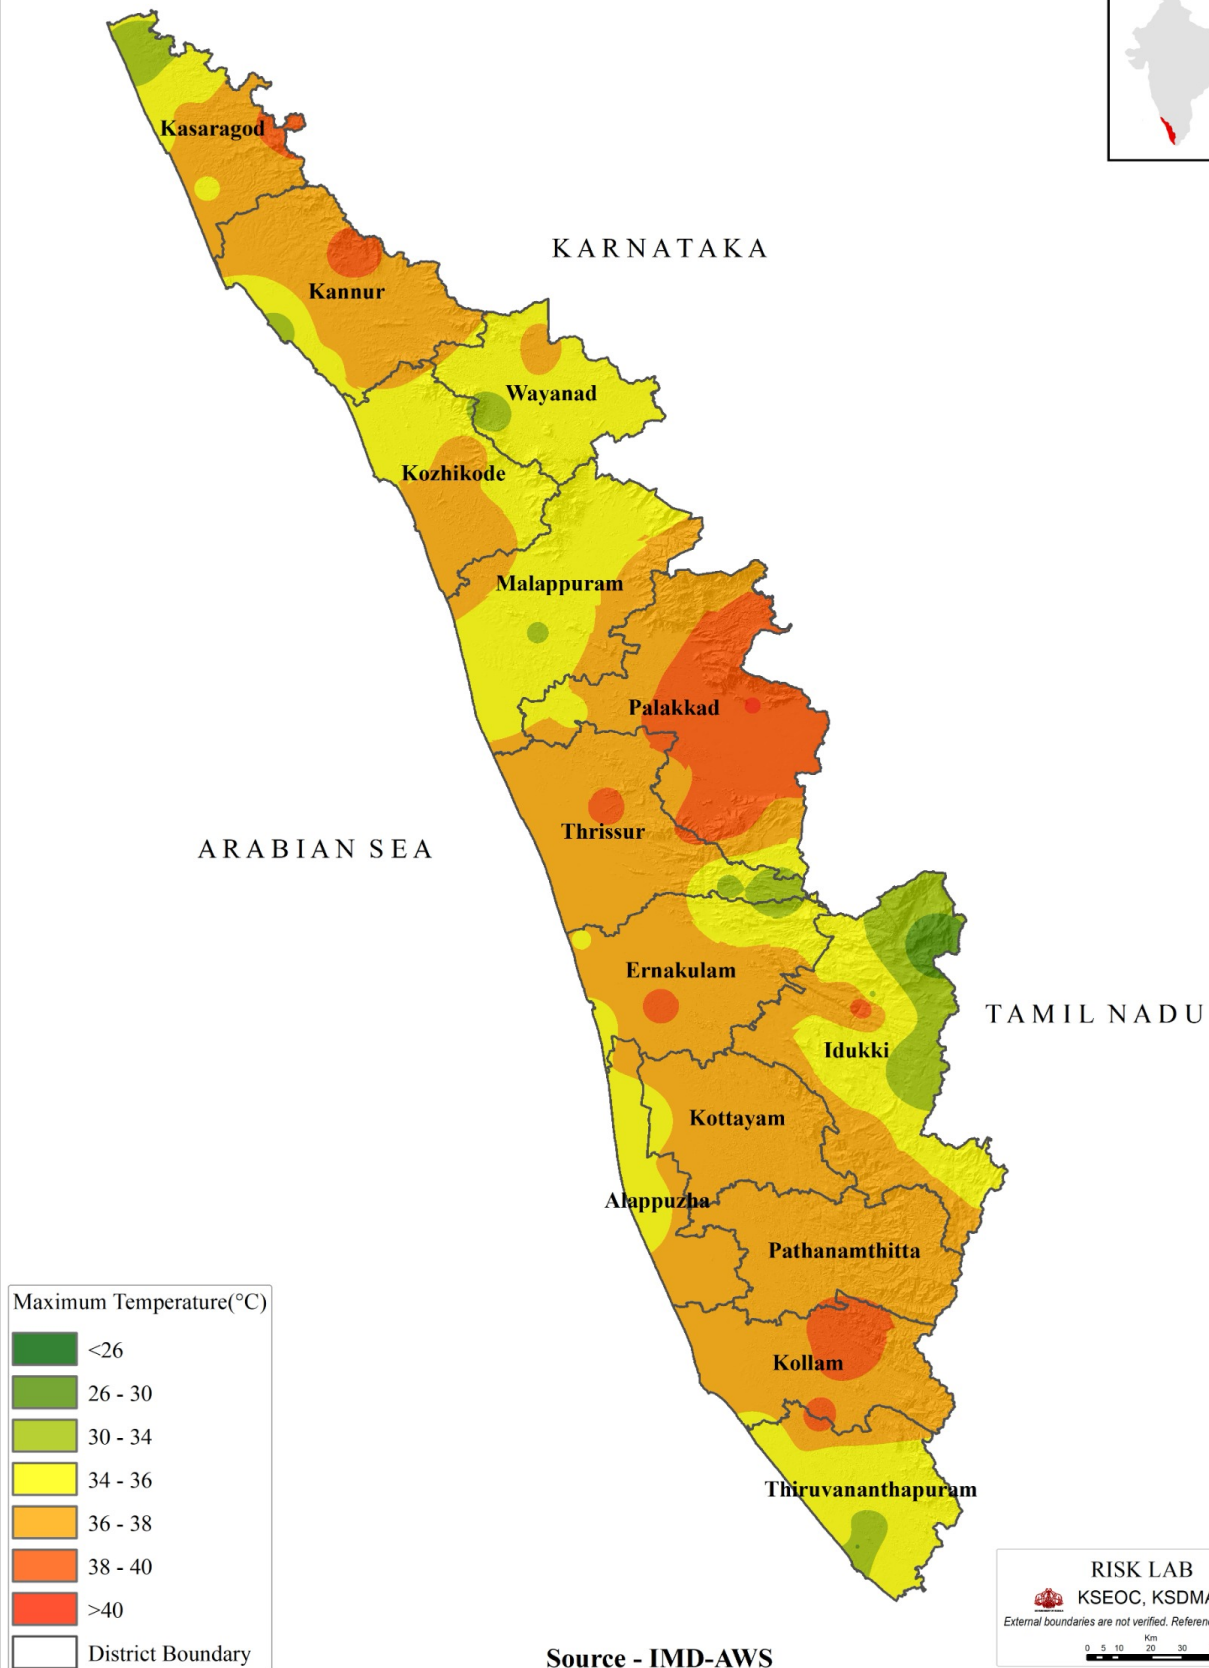 Kasaragod
KARNATAKA
Kannur
Wayanad
Kozhikode
Malappuram
Palakkad
Thrissur
ARABIAN SEA
Ernakulam
TAMIL NADU
Idukki
Kottayam
Alappuzha
Pathanamthitta
Kollam
Thiruvananthapuram
Maximum Temperature(°C)
<26
26 - 30
30 - 34
34 - 36
36 - 38
38 - 40
>40
District Boundary
Source - IMD-AWS
RISK LAB
KSEOC, KSDMA
External boundaries are not verified. Referen
Km
0 5 10 20 30